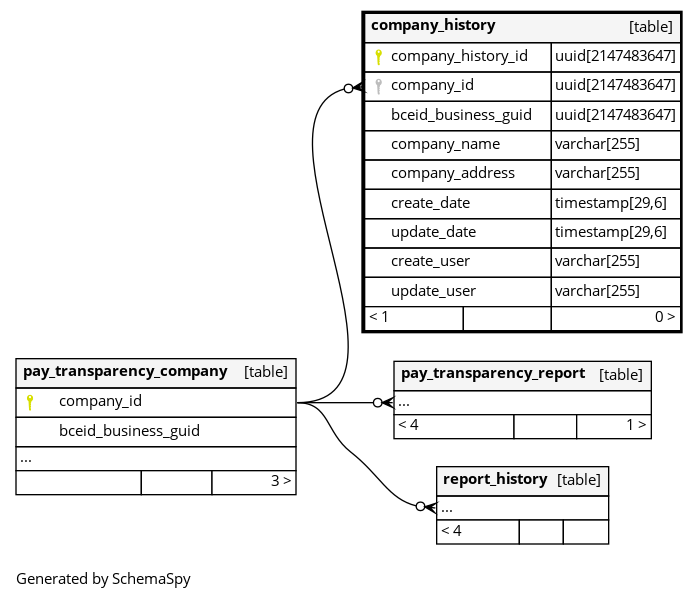 company_history [table]
company_history_id uuid[2147483647]
company_id uuid[2147483647]
bceid_business_guid uuid[2147483647]
company_name varchar[255]
company_address varchar[255]
create_date timestamp[29,6]
update_date timestamp[29,6]
create_user varchar[255]
update_user varchar[255]
< 1 0 >
pay_transparency_company [table]
company_id
bceid_business_guid
...
3 >
pay_transparency_report [table]
...
< 4 1 >
report_history [table]
...
< 4
Generated by SchemaSpy